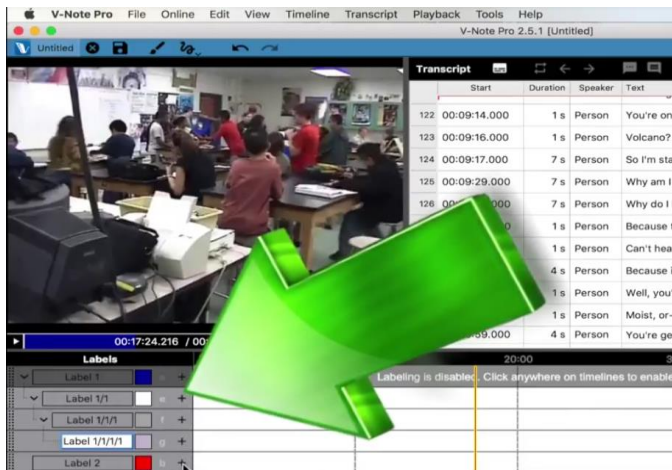 V-Note Pro File Online Edit View Timeline Transcript Playback Tools Help
V-Note Pro 2.5.1 [Untitled]
Untitled
Transcript
Start Duration Speaker Text
122 00:09:14.000 1 s Person You're on
123 00:09:16.000 1 s Person Volcano?
124 00:09:17.000 7 s Person So I'm sta
125 00:09:29.000 7 s Person Why am I
126 7 s Person Why do I
1 s Person Because
1 s Person Can't hea
4 s Person Because i
1 s Person Well, you'
1 s Person Moist, or-
59.000 4 s Person You're ge
00:17:24.216 / 00:
Labels 20:00
Label 1 e + Labeling is disabled. Click anywhere on timelines to enable
Label 1/1 e +
Label 1/1/1 f +
Label 1/1/1/1 g +
Label 2 b +